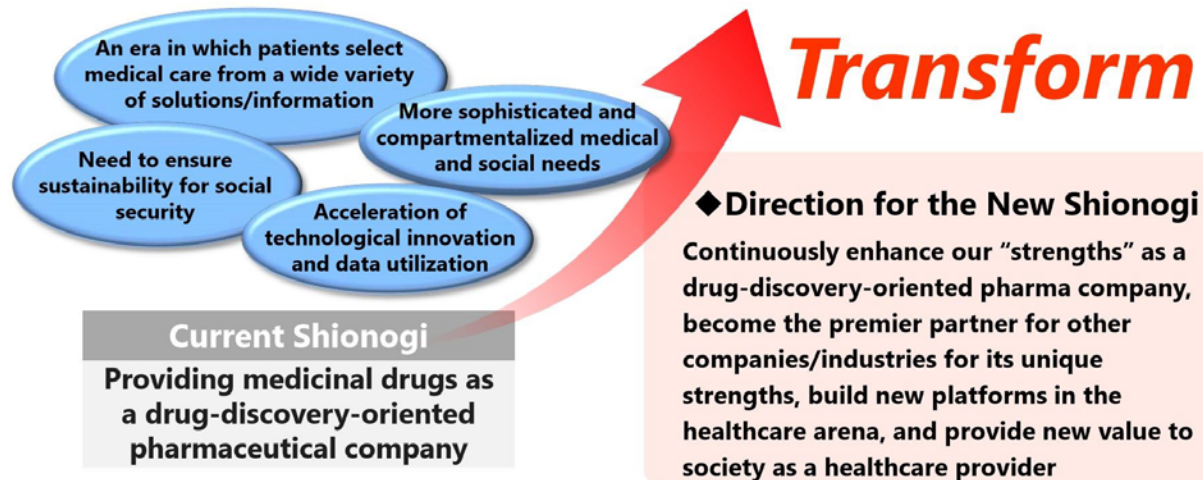 An era in which patients select
medical care from a wide variety
of solutions/information
More sophisticated and
compartmentalized medical
and social needs
Need to ensure
sustainability for social
security
Acceleration of
technological innovation
and data utilization
Transform
Current Shionogi
Providing medicinal drugs as
a drug-discovery-oriented
pharmaceutical company
◆Direction for the New Shionogi
Continuously enhance our “strengths” as a
drug-discovery-oriented pharma company,
become the premier partner for other
companies/industries for its unique
strengths, build new platforms in the
healthcare arena, and provide new value to
society as a healthcare provider